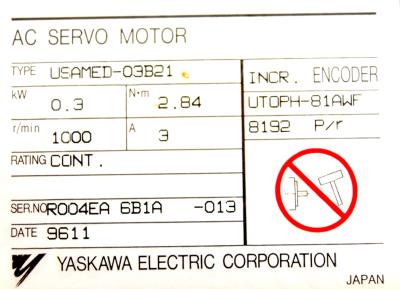 AC SERVO MOTOR
TYPE USAMED-03B21
kW 0.3 N·m 2.84
r/min 1000 A 3
RATING CONT.
SER.NO R004EA 6B1A -013
DATE 9611
INCR. ENCODER
UTOPH-81AWF
8192 P/r
YASKAWA ELECTRIC CORPORATION
JAPAN